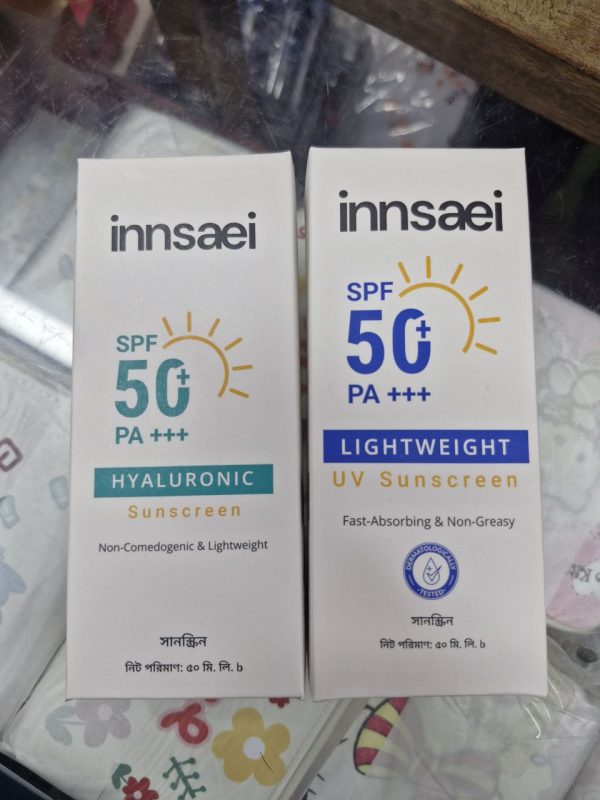 innsaei
SPF
50+
PA +++
HYALURONIC
Sunscreen
Non-Comedogenic & Lightweight
সানস্ক্রিন
নিট পরিমাণ: ৫০ মি. লি. b
innsaei
SPF
50+
PA +++
LIGHTWEIGHT
UV Sunscreen
Fast-Absorbing & Non-Greasy
DERMATOLOGICALLY
TESTED
সানস্ক্রিন
নিট পরিমাণ: ৫০ মি. লি. b